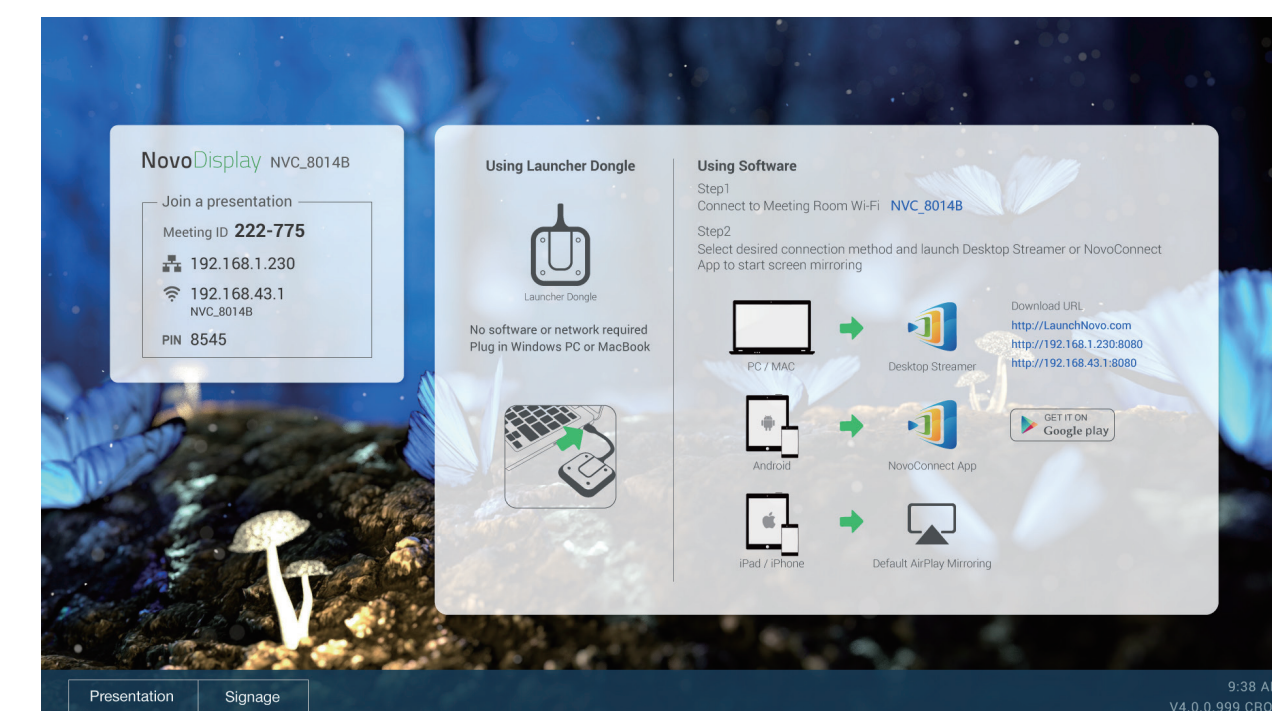 NovoDisplay NVC_8014B
Join a presentation
Meeting ID 222-775
192.168.1.230
192.168.43.1
NVC_8014B
PIN 8545
Using Launcher Dongle
Launcher Dongle
No software or network required
Plug in Windows PC or MacBook
Using Software
Step1
Connect to Meeting Room Wi-Fi NVC_8014B
Step2
Select desired connection method and launch Desktop Streamer or NovoConnect
App to start screen mirroring
PC / MAC
Desktop Streamer
Download URL
http://LaunchNovo.com
http://192.168.1.230:8080
http://192.168.43.1:8080
Android
NovoConnect App
GET IT ON
Google play
iPad / iPhone
Default AirPlay Mirroring
Presentation
Signage
9:38
V4.0.0.999